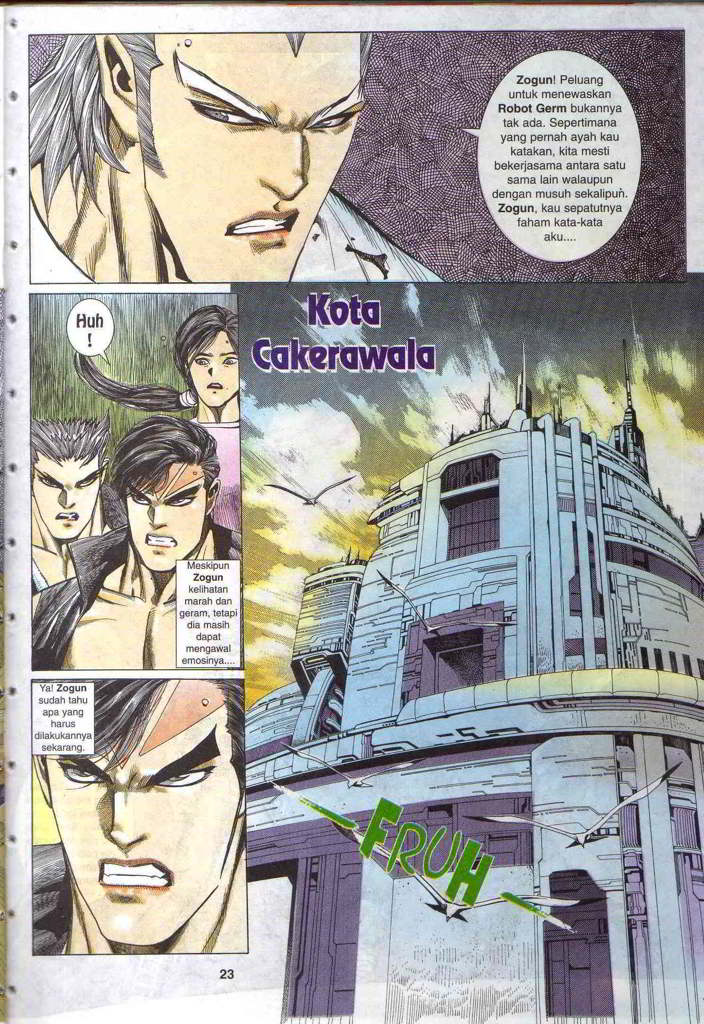 Zogun! Peluang
untuk menewaskan
Robot Germ bukannya
tak ada. Sepertimana
yang pernah ayah kau
katakan, kita mesti
bekerjasama antara satu
sama lain walaupun
dengan musuh sekalipun.
Zogun, kau sepatutnya
faham kata-kata
aku....
Huh
!
Kota
Cakerawala
Meskipun
Zogun
kelihatan
marah dan
geram, tetapi
dia masih
dapat
mengawal
emosinya....
Ya! Zogun
sudah tahu
apa yang
harus
dilakukannya
sekarang.
FRUH
23